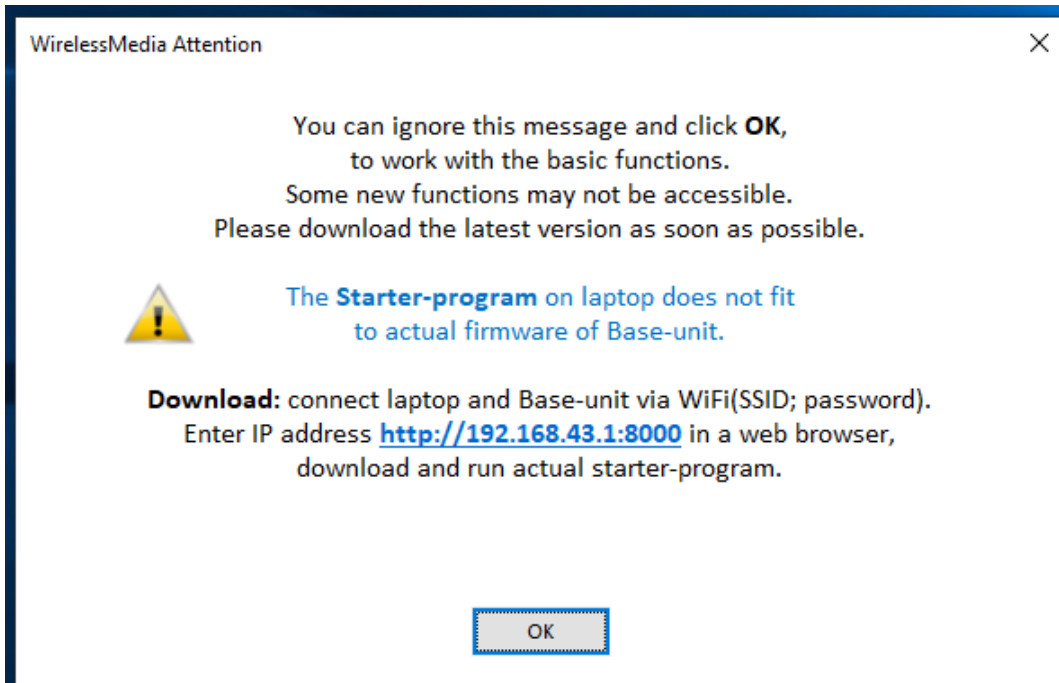 WirelessMedia Attention
You can ignore this message and click OK,
to work with the basic functions.
Some new functions may not be accessible.
Please download the latest version as soon as possible.
The Starter-program on laptop does not fit
to actual firmware of Base-unit.
Download: connect laptop and Base-unit via WiFi(SSID; password).
Enter IP address http://192.168.43.1:8000 in a web browser,
download and run actual starter-program.
OK